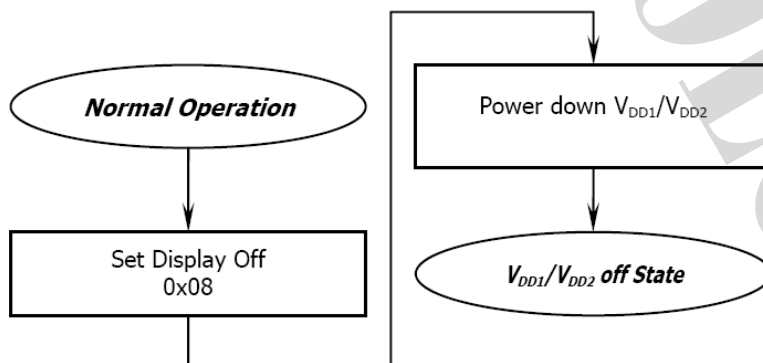 Normal Operation
Set Display Off
0x08
Power down VDD1/VDD2
VDD1/VDD2 off State